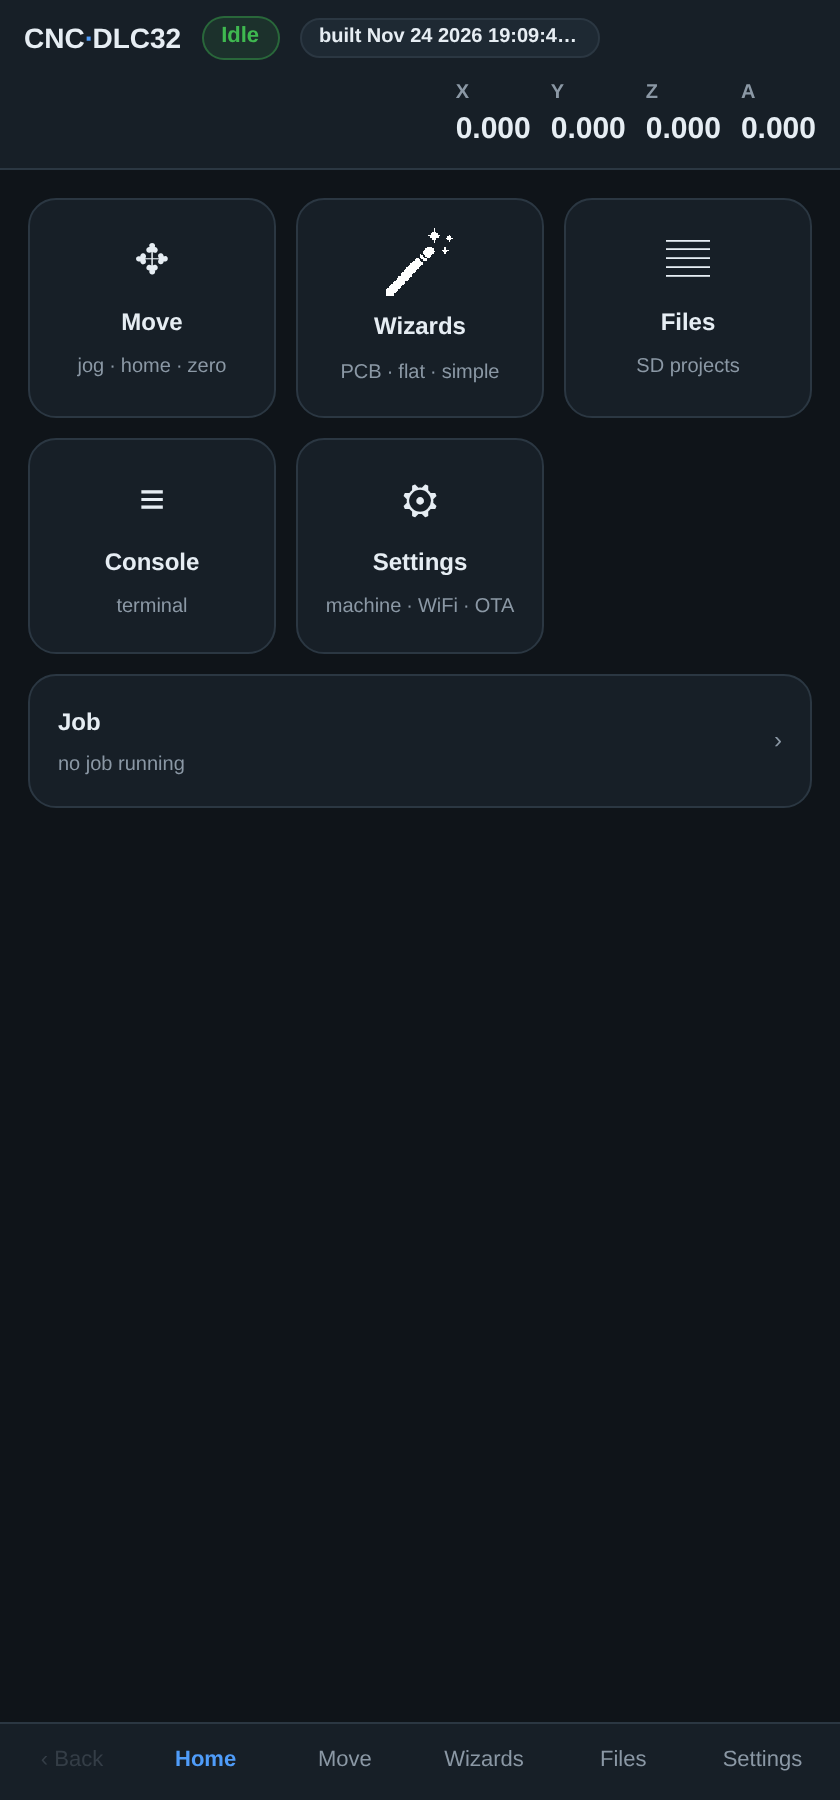 CNC·DLC32 Idle built Nov 24 2026 19:09:4…
X Y Z A
0.000 0.000 0.000 0.000
Move
jog · home · zero
Wizards
PCB · flat · simple
Files
SD projects
Console
terminal
Settings
machine · WiFi · OTA
Job
no job running
›
‹ Back Home Move Wizards Files Settings